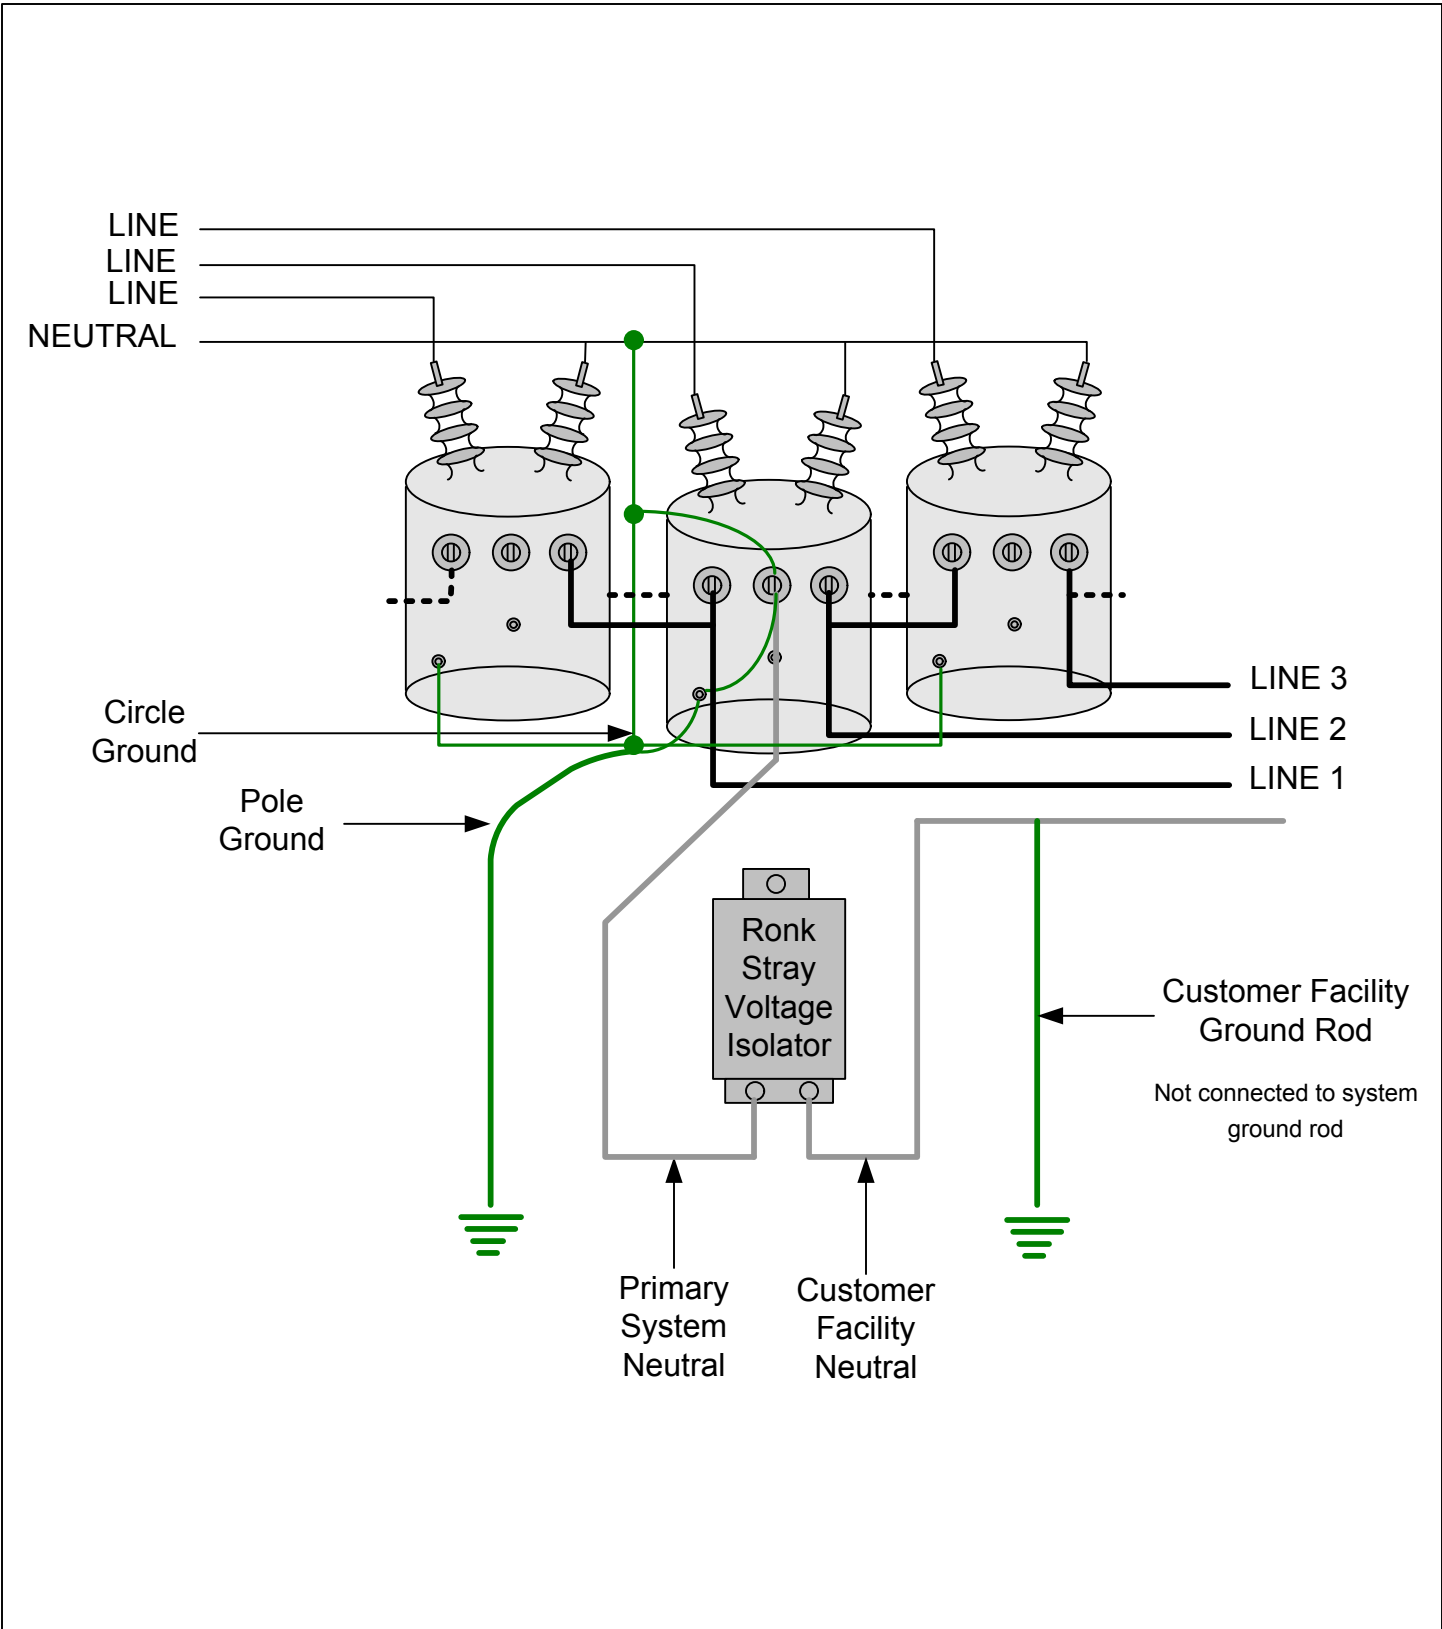 LINE
LINE
LINE
NEUTRAL
LINE 3
LINE 2
LINE 1
Circle
Ground
Pole
Ground
Ronk
Stray
Voltage
Isolator
Customer Facility
Ground Rod
Not connected to system
ground rod
Primary
System
Neutral
Customer
Facility
Neutral